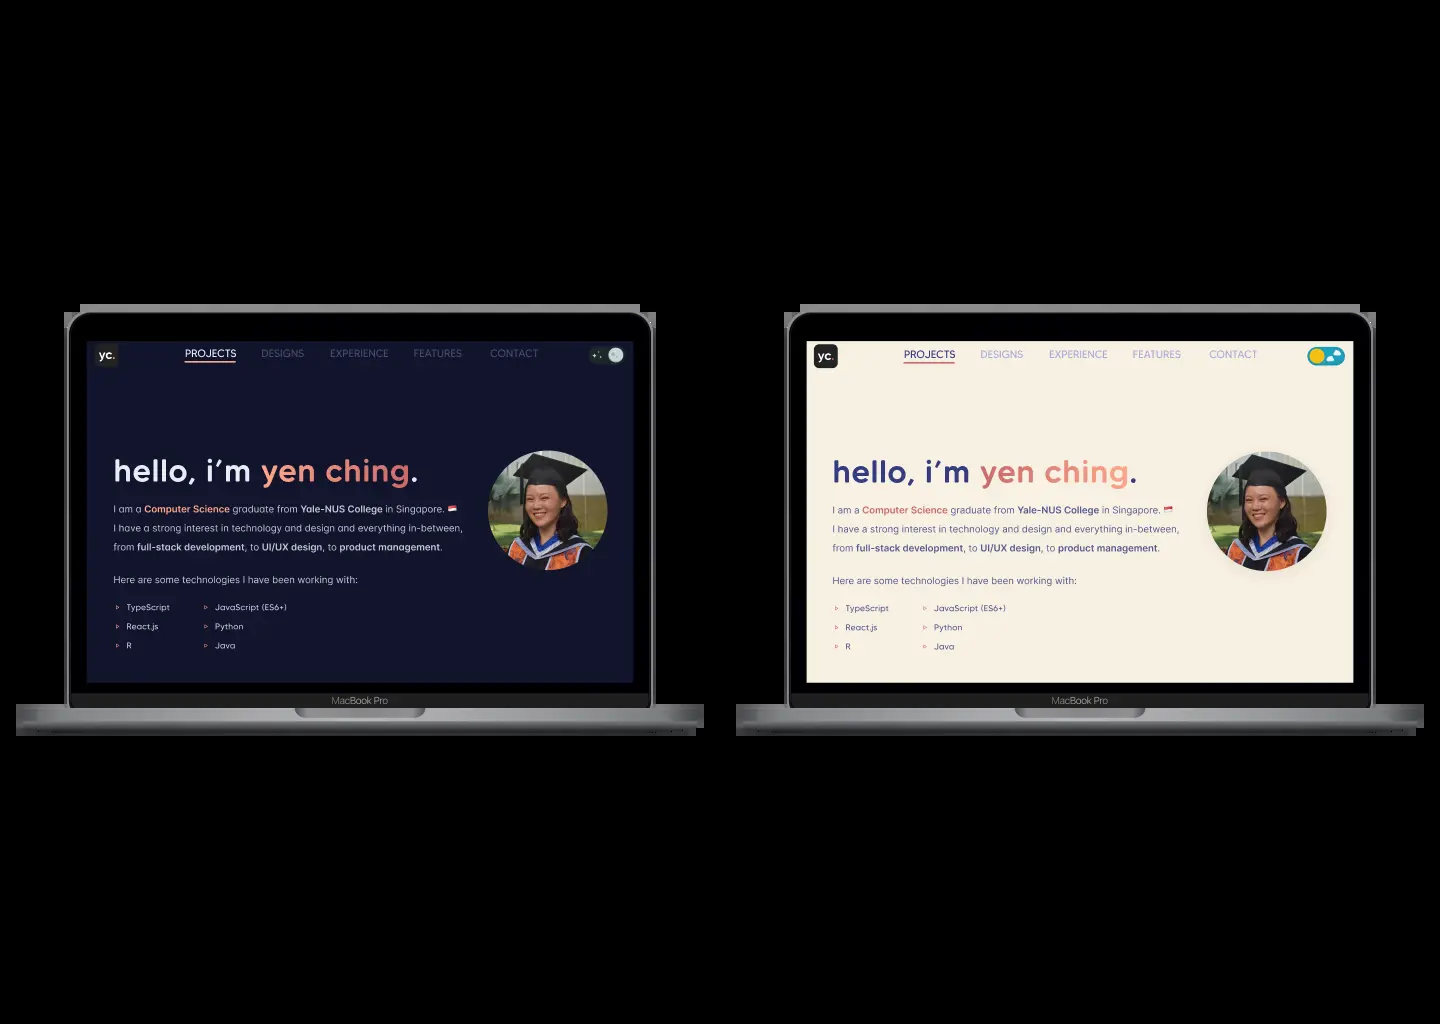 yc.
PROJECTS DESIGNS EXPERIENCE FEATURES CONTACT
hello, i'm yen ching.
I am a Computer Science graduate from Yale-NUS College in Singapore. 🇸🇬
I have a strong interest in technology and design and everything in-between,
from full-stack development, to UI/UX design, to product management.
Here are some technologies I have been working with:
▹ TypeScript ▹ JavaScript (ES6+)
▹ React.js ▹ Python
▹ R ▹ Java
MacBook Pro
yc.
PROJECTS DESIGNS EXPERIENCE FEATURES CONTACT
hello, i'm yen ching.
I am a Computer Science graduate from Yale-NUS College in Singapore. 🇸🇬
I have a strong interest in technology and design and everything in-between,
from full-stack development, to UI/UX design, to product management.
Here are some technologies I have been working with:
▹ TypeScript ▹ JavaScript (ES6+)
▹ React.js ▹ Python
▹ R ▹ Java
MacBook Pro